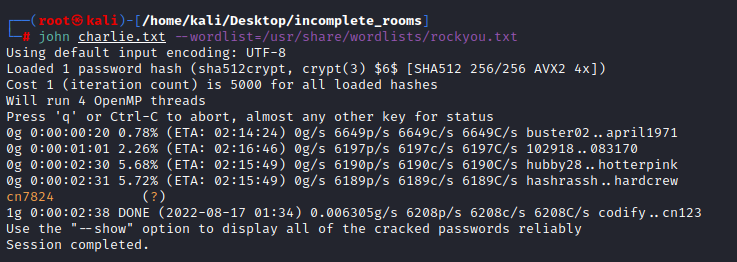 ┌──(root㉿kali)-[/home/kali/Desktop/incomplete_rooms]
└─# john charlie.txt --wordlist=/usr/share/wordlists/rockyou.txt
Using default input encoding: UTF-8
Loaded 1 password hash (sha512crypt, crypt(3) $6$ [SHA512 256/256 AVX2 4x])
Cost 1 (iteration count) is 5000 for all loaded hashes
Will run 4 OpenMP threads
Press 'q' or Ctrl-C to abort, almost any other key for status
0g 0:00:00:20 0.78% (ETA: 02:14:24) 0g/s 6649p/s 6649c/s 6649C/s buster02..april1971
0g 0:00:01:01 2.26% (ETA: 02:16:46) 0g/s 6197p/s 6197c/s 6197C/s 102918..083170
0g 0:00:02:30 5.68% (ETA: 02:15:49) 0g/s 6190p/s 6190c/s 6190C/s hubby28..hotterpink
0g 0:00:02:31 5.72% (ETA: 02:15:49) 0g/s 6189p/s 6189c/s 6189C/s hashrassh..hardcrew
cn7824           (?)
1g 0:00:02:38 DONE (2022-08-17 01:34) 0.006305g/s 6208p/s 6208c/s 6208C/s codify..cn123
Use the "--show" option to display all of the cracked passwords reliably
Session completed.